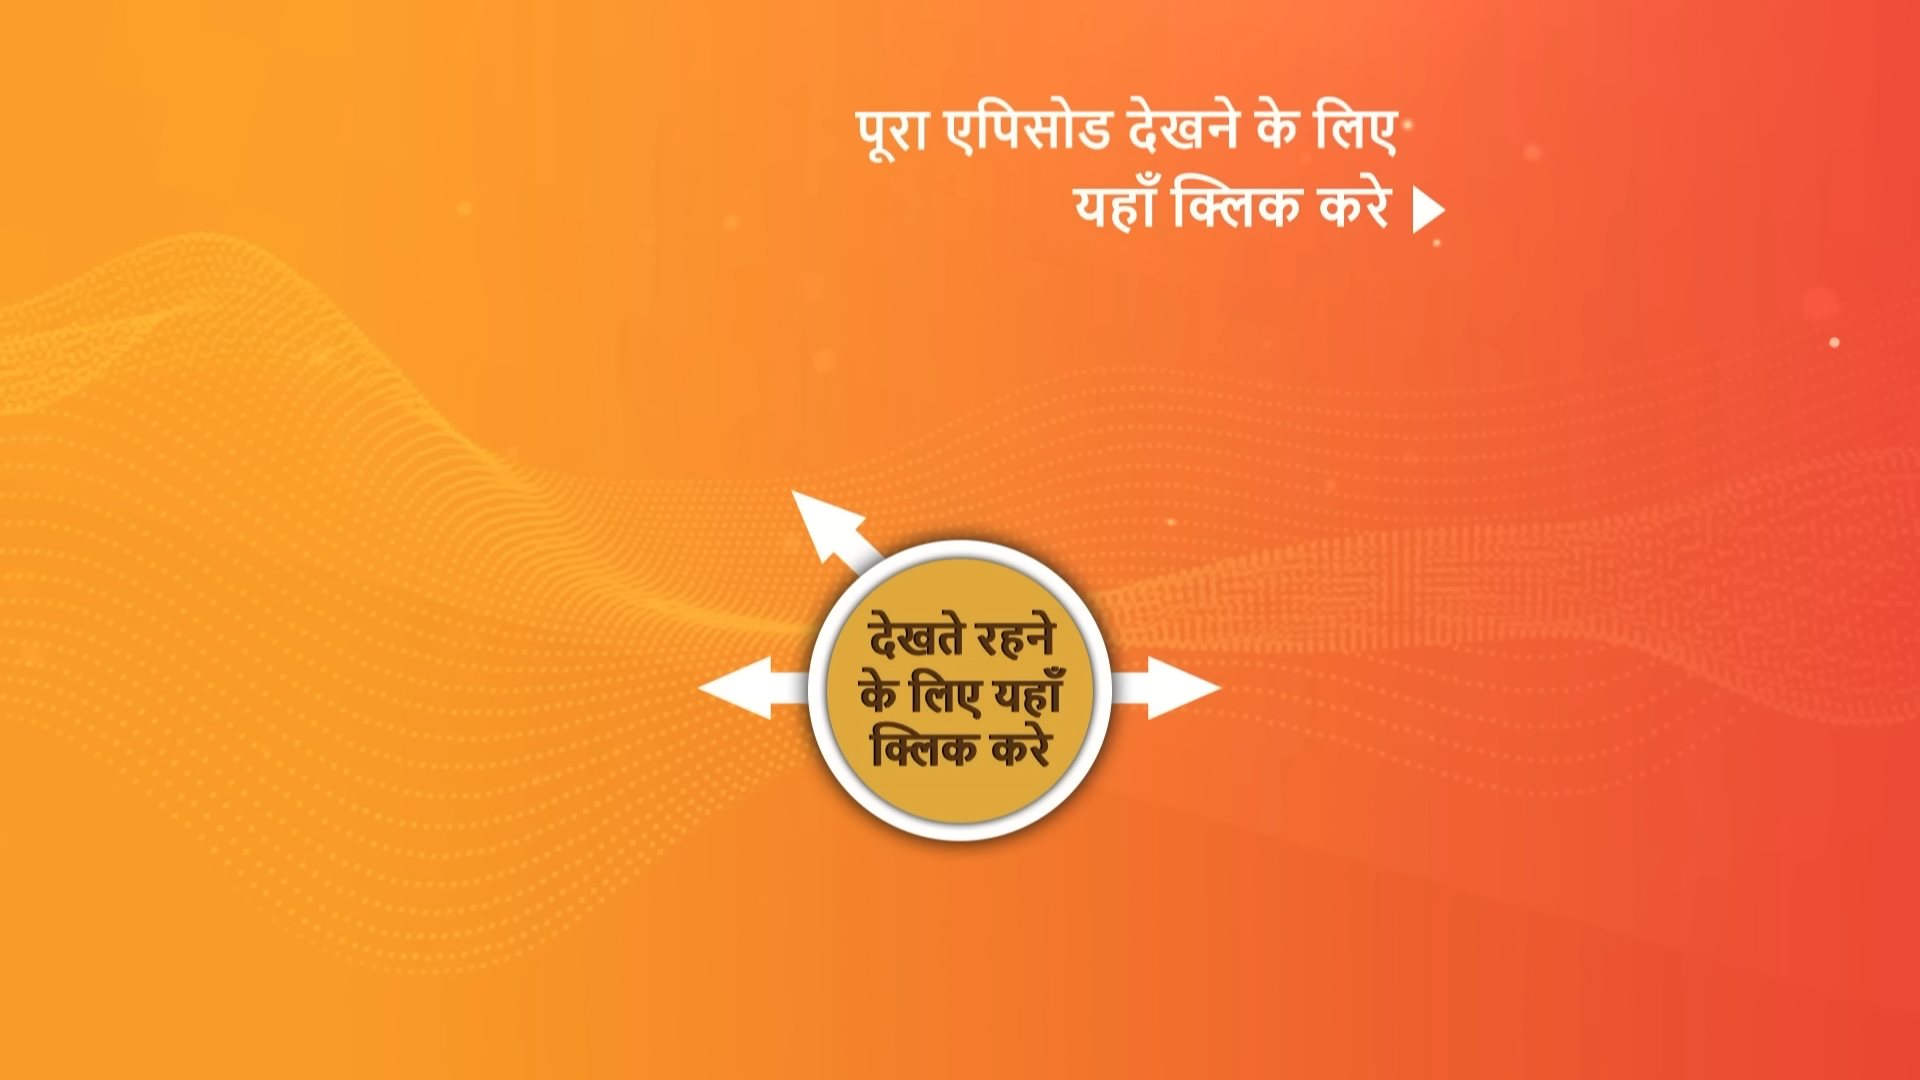 पूरा एपिसोड देखने के लिए
यहाँ क्लिक करे
देखते रहने
के लिए यहाँ
क्लिक करे